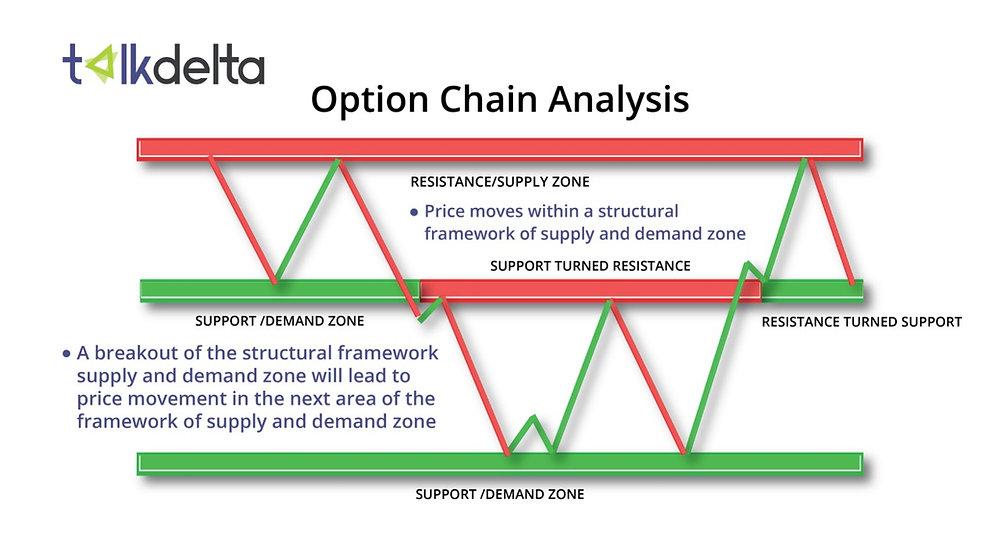 talkdelta
Option Chain Analysis
RESISTANCE/SUPPLY ZONE
● Price moves within a structural
framework of supply and demand zone
SUPPORT TURNED RESISTANCE
SUPPORT /DEMAND ZONE
RESISTANCE TURNED SUPPORT
● A breakout of the structural framework
supply and demand zone will lead to
price movement in the next area of the
framework of supply and demand zone
SUPPORT /DEMAND ZONE